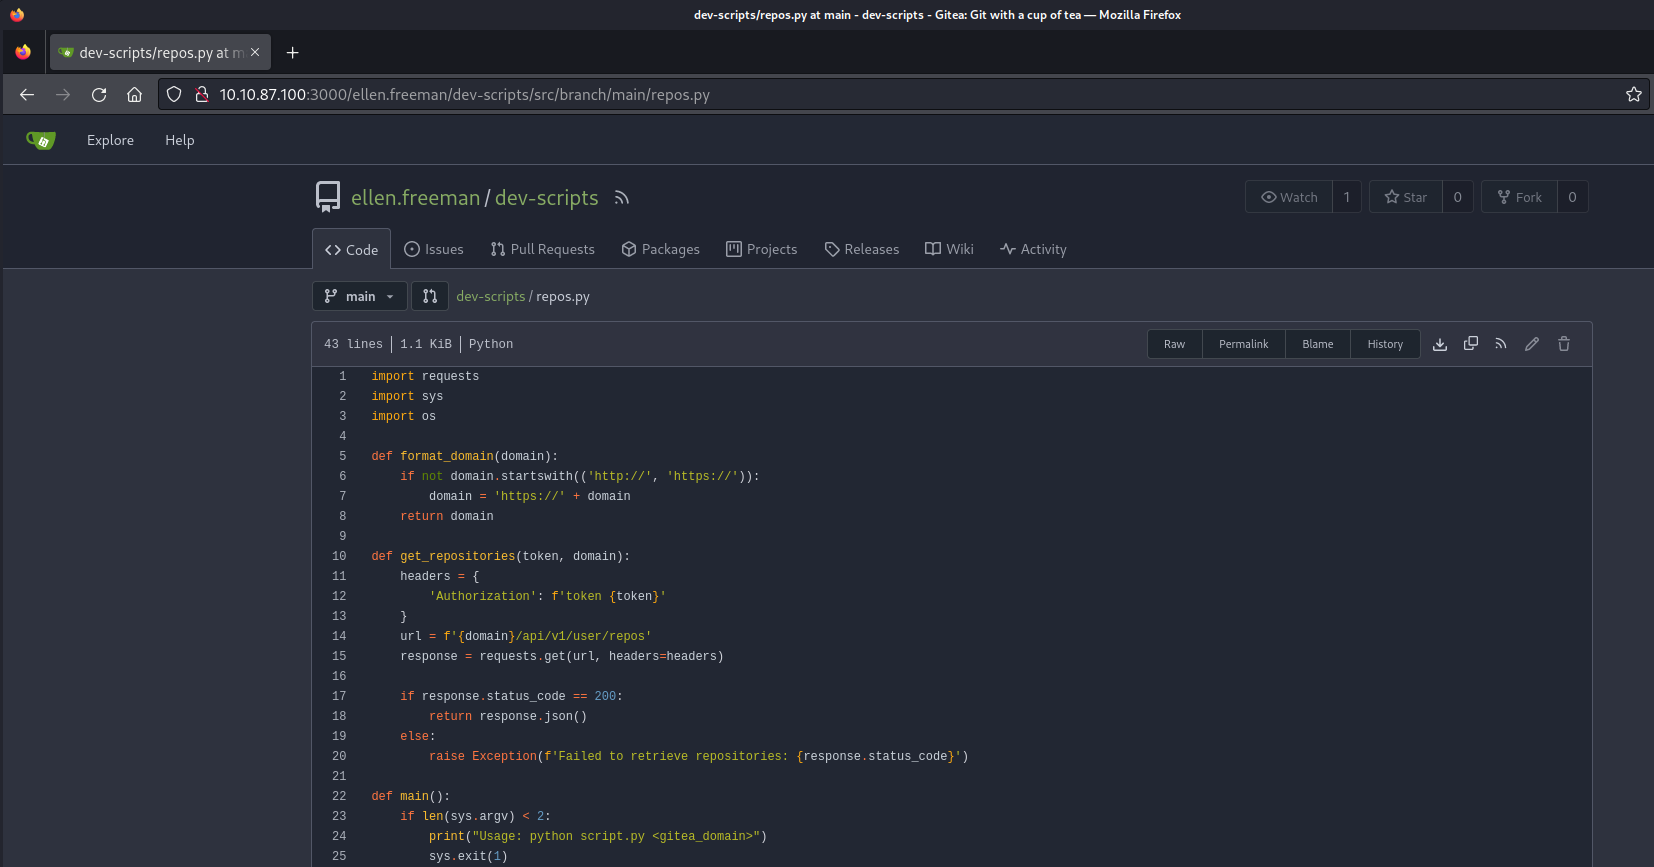 dev-scripts/repos.py at main - dev-scripts - Gitea: Git with a cup of tea — Mozilla Firefox
dev-scripts/repos.py at m
10.10.87.100:3000/ellen.freeman/dev-scripts/src/branch/main/repos.py
Explore Help
ellen.freeman / dev-scripts
Watch 1 Star 0 Fork 0
Code Issues Pull Requests Packages Projects Releases Wiki Activity
main dev-scripts / repos.py
43 lines 1.1 KiB Python Raw Permalink Blame History
1 import requests
2 import sys
3 import os
4
5 def format_domain(domain):
6     if not domain.startswith(('http://', 'https://')):
7         domain = 'https://' + domain
8     return domain
9
10 def get_repositories(token, domain):
11     headers = {
12         'Authorization': f'token {token}'
13     }
14     url = f'{domain}/api/v1/user/repos'
15     response = requests.get(url, headers=headers)
16
17     if response.status_code == 200:
18         return response.json()
19     else:
20         raise Exception(f'Failed to retrieve repositories: {response.status_code}')
21
22 def main():
23     if len(sys.argv) < 2:
24         print("Usage: python script.py <gitea_domain>")
25         sys.exit(1)